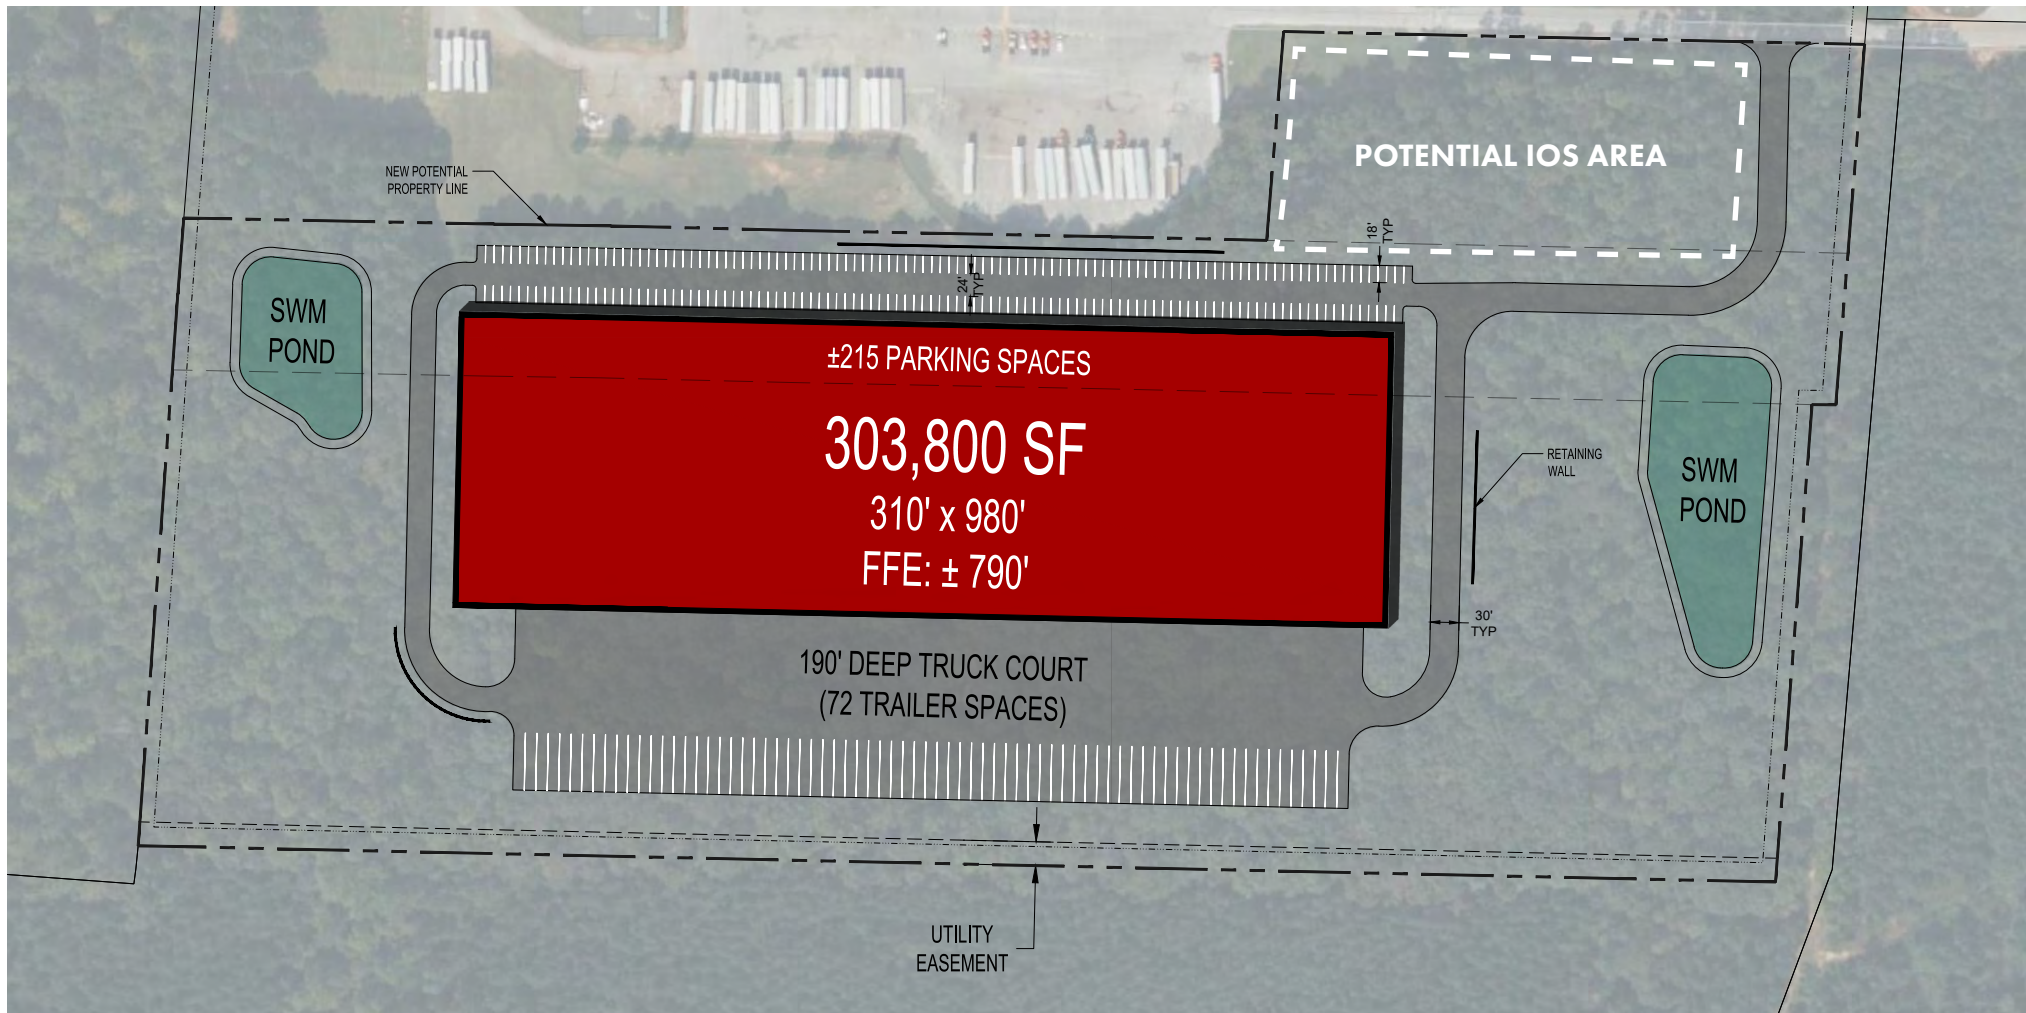 POTENTIAL IOS AREA
NEW POTENTIAL
PROPERTY LINE
18'
TYP
24'
TYP
SWM
POND
±215 PARKING SPACES
303,800 SF
310' x 980'
FFE: ± 790'
RETAINING
WALL
SWM
POND
30'
TYP
190' DEEP TRUCK COURT
(72 TRAILER SPACES)
UTILITY
EASEMENT